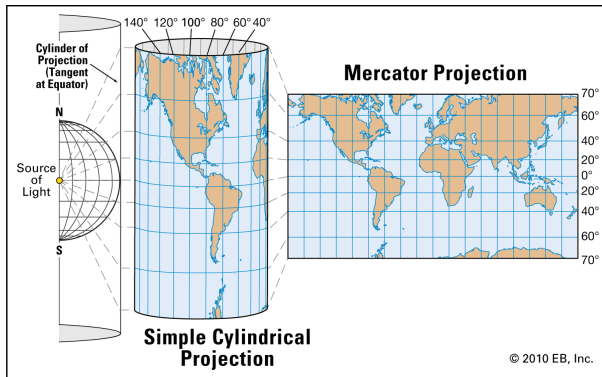 140° 120° 100° 80° 60° 40°
Cylinder of
Projection
(Tangent
at Equator)
N
Source
of
Light
S
Simple Cylindrical
Projection
Mercator Projection
70°
60°
40°
20°
0°
20°
40°
60°
70°
© 2010 EB, Inc.